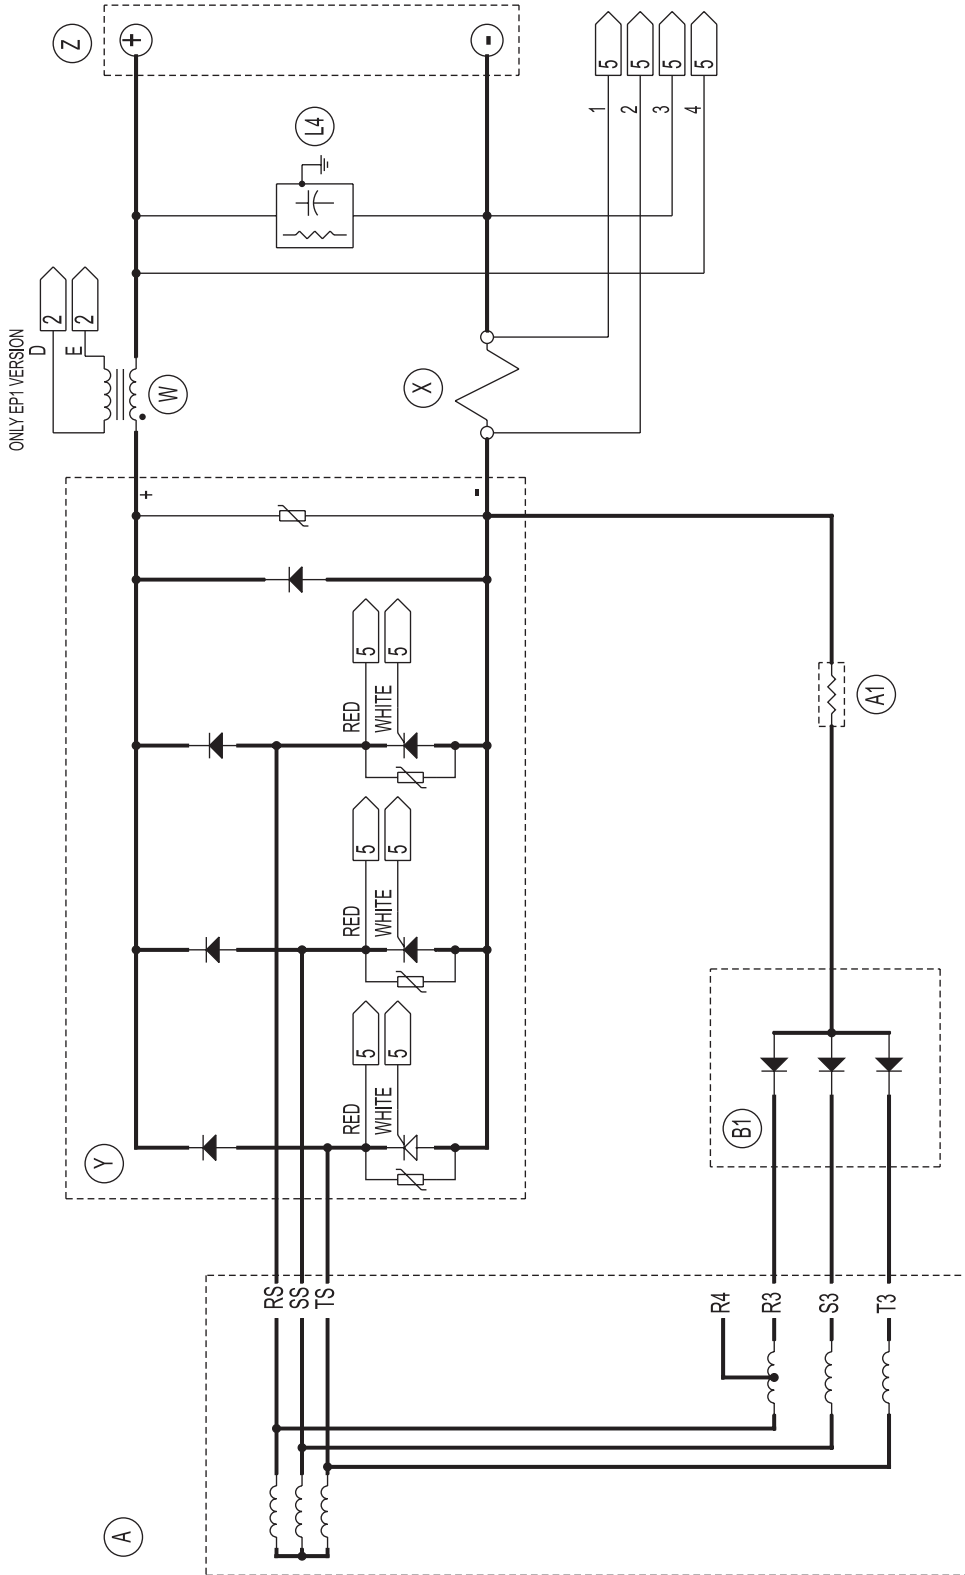 Z
+
-
5
5
5
5
1
2
3
4
L4
ONLY EP1 VERSION
D
E
2
2
W
X
+
-
RED
WHITE
5
5
RED
WHITE
5
5
RED
WHITE
5
5
Y
A1
B1
RS
SS
TS
R4
R3
S3
T3
A